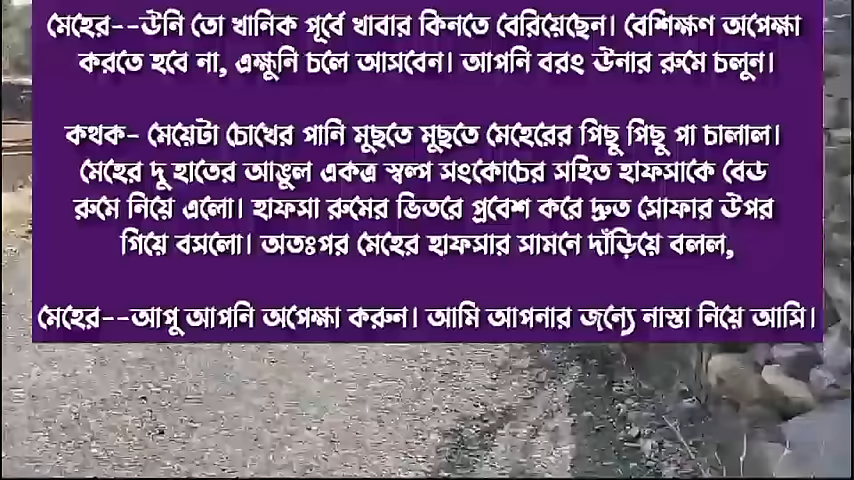 মেহের--উনি তো খানিক পূর্বে খাবার কিনতে বেরিয়েছেন। বেশিক্ষণ অপেক্ষা
করতে হবে না, এক্ষুনি চলে আসবেন। আপনি বরং উনার রুমে চলুন।
কথক- মেয়েটা চোখের পানি মুছতে মুছতে মেহেরের পিছু পিছু পা চালাল।
মেহের দু হাতের আঙুল একত্র স্বল্প সংকোচের সহিত হাফসাকে বেড
রুমে নিয়ে এলো। হাফসা রুমের ভিতরে প্রবেশ করে দ্রুত সোফার উপর
গিয়ে বসলো। অতঃপর মেহের হাফসার সামনে দাঁড়িয়ে বলল,
মেহের--আপু আপনি অপেক্ষা করুন। আমি আপনার জন্যে নাস্তা নিয়ে আসি।